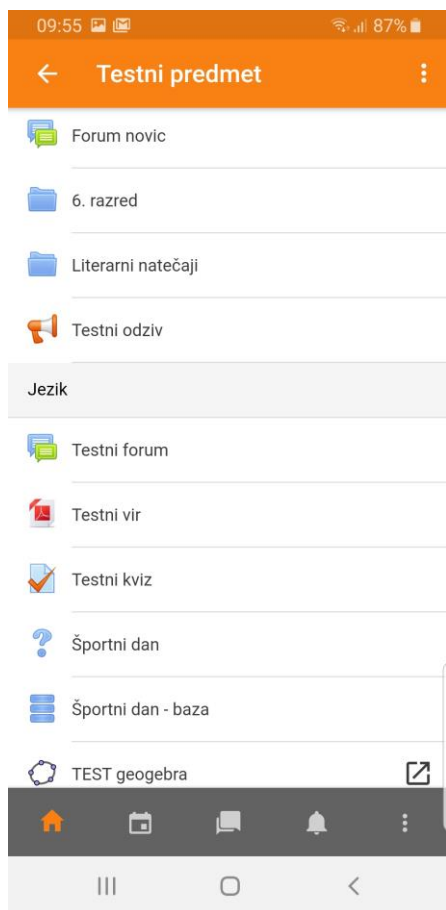 09:55
87%
Testni predmet
Forum novic
6. razred
Literarni natečaji
Testni odziv
Jezik
Testni forum
Testni vir
Testni kviz
Športni dan
Športni dan - baza
TEST geogebra